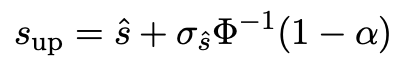 s_up = ŝ + σ_ŝ Φ⁻¹(1 − α)